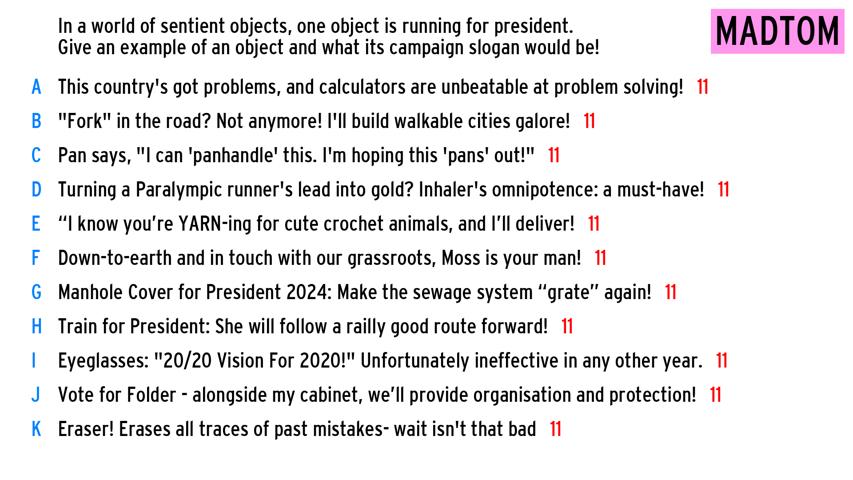 In a world of sentient objects, one object is running for president.
Give an example of an object and what its campaign slogan would be!
MADTOM
A This country's got problems, and calculators are unbeatable at problem solving! 11
B "Fork" in the road? Not anymore! I'll build walkable cities galore! 11
C Pan says, "I can 'panhandle' this. I'm hoping this 'pans' out!" 11
D Turning a Paralympic runner's lead into gold? Inhaler's omnipotence: a must-have! 11
E “I know you’re YARN-ing for cute crochet animals, and I’ll deliver! 11
F Down-to-earth and in touch with our grassroots, Moss is your man! 11
G Manhole Cover for President 2024: Make the sewage system “grate” again! 11
H Train for President: She will follow a railly good route forward! 11
I Eyeglasses: "20/20 Vision For 2020!" Unfortunately ineffective in any other year. 11
J Vote for Folder - alongside my cabinet, we’ll provide organisation and protection! 11
K Eraser! Erases all traces of past mistakes- wait isn't that bad 11